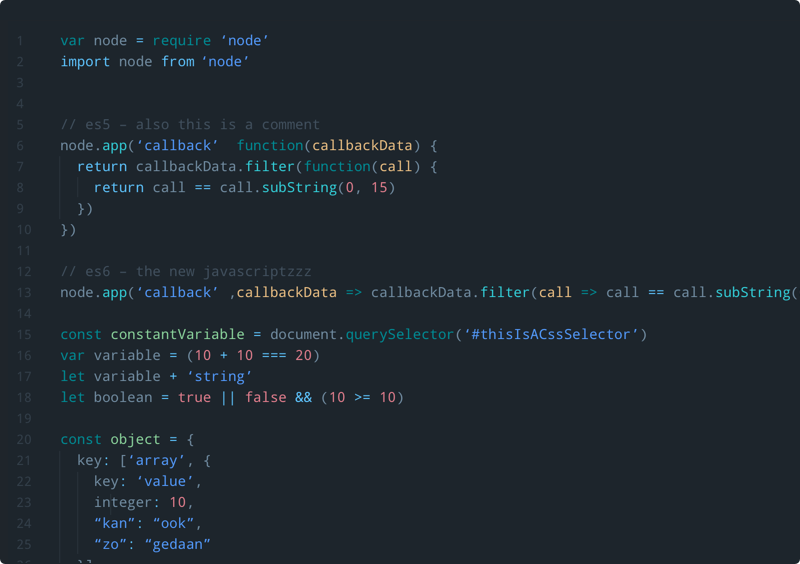 1 var node = require ‘node’
2 import node from ‘node’
3
4
5 // es5 – also this is a comment
6 node.app(‘callback’ function(callbackData) {
7 return callbackData.filter(function(call) {
8 return call == call.subString(0, 15)
9 })
10 })
11
12 // es6 – the new javascriptzzz
13 node.app(‘callback’ ,callbackData => callbackData.filter(call => call == call.subString(
14
15 const constantVariable = document.querySelector(‘#thisIsACssSelector’)
16 var variable = (10 + 10 === 20)
17 let variable + ‘string’
18 let boolean = true || false && (10 >= 10)
19
20 const object = {
21 key: [‘array’, {
22 key: ‘value’,
23 integer: 10,
24 “kan”: “ook”,
25 “zo”: “gedaan”